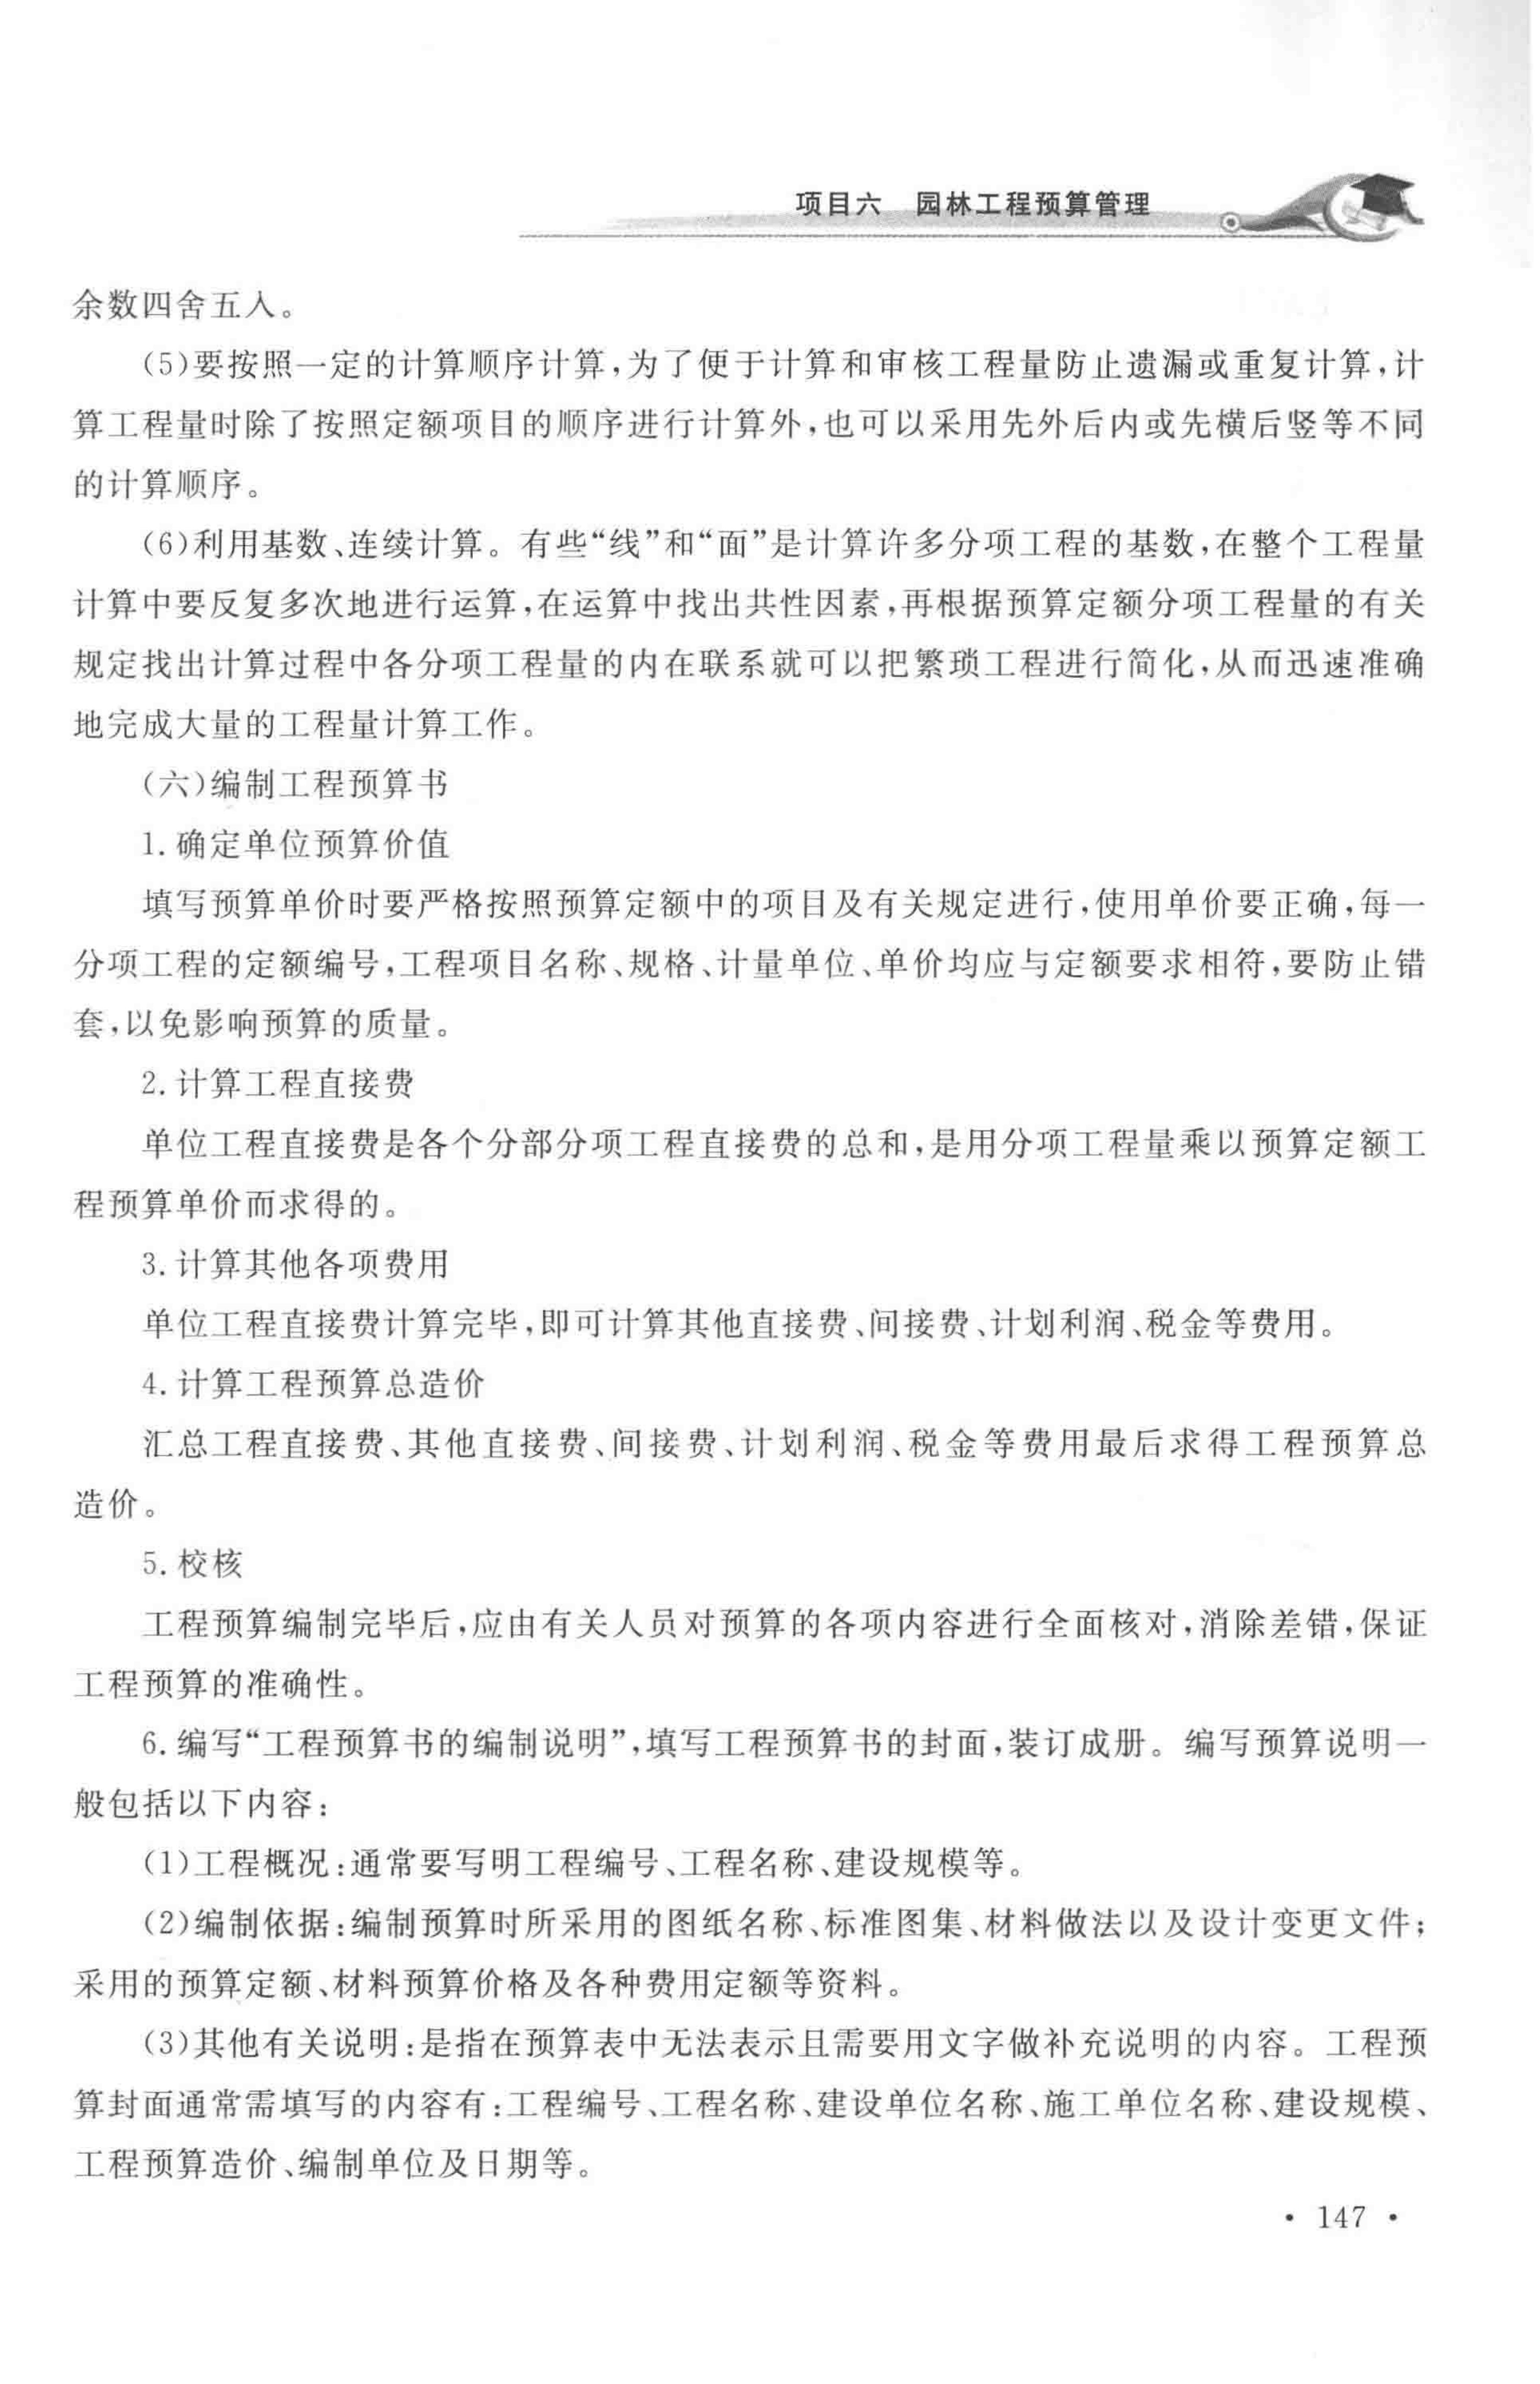 项目六 园林工程预算管理
余数四舍五入。
(5)要按照一定的计算顺序计算,为了便于计算和审核工程量防止遗漏或重复计算,计
算工程量时除了按照定额项目的顺序进行计算外,也可以采用先外后内或先横后竖等不同
的计算顺序。
(6)利用基数、连续计算。有些“线”和“面”是计算许多分项工程的基数,在整个工程量
计算中要反复多次地进行运算,在运算中找出共性因素,再根据预算定额分项工程量的有关
规定找出计算过程中各分项工程量的内在联系就可以把繁琐工程进行简化,从而迅速准确
地完成大量的工程量计算工作。
(六)编制工程预算书
1.确定单位预算价值
填写预算单价时要严格按照预算定额中的项目及有关规定进行,使用单价要正确,每一
分项工程的定额编号,工程项目名称、规格、计量单位、单价均应与定额要求相符,要防止错
套,以免影响预算的质量。
2.计算工程直接费
单位工程直接费是各个分部分项工程直接费的总和,是用分项工程量乘以预算定额工
程预算单价而求得的。
3.计算其他各项费用
单位工程直接费计算完毕,即可计算其他直接费、间接费、计划利润、税金等费用。
4.计算工程预算总造价
汇总工程直接费、其他直接费、间接费、计划利润、税金等费用最后求得工程预算总
造价。
5.校核
工程预算编制完毕后,应由有关人员对预算的各项内容进行全面核对,消除差错,保证
工程预算的准确性。
6.编写“工程预算书的编制说明”,填写工程预算书的封面,装订成册。编写预算说明一
般包括以下内容:
(1)工程概况:通常要写明工程编号、工程名称、建设规模等。
(2)编制依据:编制预算时所采用的图纸名称、标准图集、材料做法以及设计变更文件;
采用的预算定额、材料预算价格及各种费用定额等资料。
(3)其他有关说明:是指在预算表中无法表示且需要用文字做补充说明的内容。工程预
算封面通常需填写的内容有:工程编号、工程名称、建设单位名称、施工单位名称、建设规模、
工程预算造价、编制单位及日期等。
• 147 •